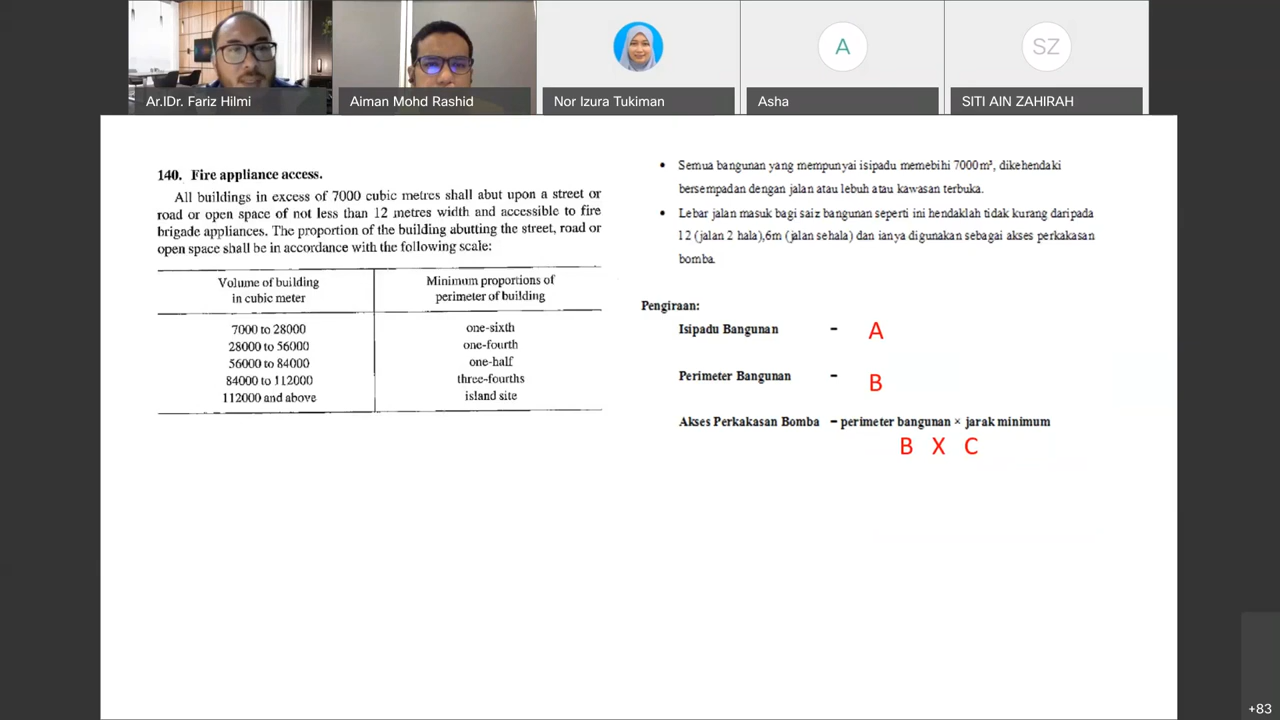 Ar.IDr. Fariz Hilmi
Aiman Mohd Rashid
Nor Izura Tukiman
A
Asha
SZ
SITI AIN ZAHIRAH
140. Fire appliance access.
All buildings in excess of 7000 cubic metres shall abut upon a street or
road or open space of not less than 12 metres width and accessible to fire
brigade appliances. The proportion of the building abutting the street, road or
open space shall be in accordance with the following scale:
Volume of building
in cubic meter
Minimum proportions of
perimeter of building
7000 to 28000 one-sixth
28000 to 56000 one-fourth
56000 to 84000 one-half
84000 to 112000 three-fourths
112000 and above island site
• Semua bangunan yang mempunyai isipadu memebihi 7000m³, dikehendaki
bersempadan dengan jalan atau lebuh atau kawasan terbuka.
• Lebar jalan masuk bagi saiz bangunan seperti ini hendaklah tidak kurang daripada
12 (jalan 2 hala),6m (jalan sehala) dan ianya digunakan sebagai akses perkakasan
bomba.
Pengiraan:
Isipadu Bangunan = A
Perimeter Bangunan = B
Akses Perkakasan Bomba = perimeter bangunan × jarak minimum
B X C
+83